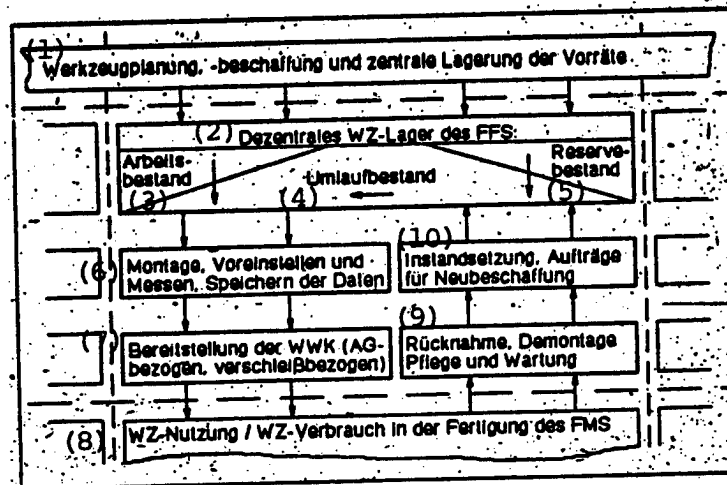 (1)
Werkzeugplanung, -beschaffung und zentrale Lagerung der Vorräte
(2) Dezentrales WZ-Lager des FFS:
Arbeits-
bestand
(3)
Umlaufbestand
(4)
Reserve-
bestand
(5)
(6) Montage, Voreinstellen und
Messen, Speichern der Daten
(10)
Instandsetzung, Aufträge
für Neubeschaffung
(7) Bereitstellung der WWK (AG-
bezogen, verschleißbezogen)
(9)
Rücknahme, Demontage
Pflege und Wartung
(8) WZ-Nutzung / WZ-Verbrauch in der Fertigung des FMS